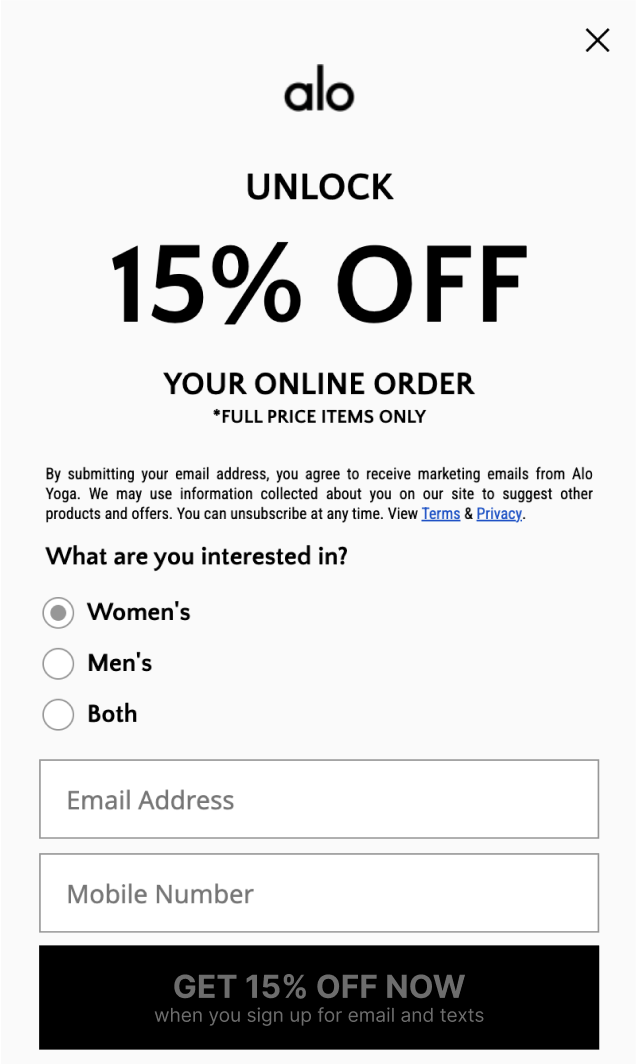 alo
UNLOCK
15% OFF
YOUR ONLINE ORDER
*FULL PRICE ITEMS ONLY
By submitting your email address, you agree to receive marketing emails from Alo
Yoga. We may use information collected about you on our site to suggest other
products and offers. You can unsubscribe at any time. View Terms & Privacy.
What are you interested in?
Women's
Men's
Both
Email Address
Mobile Number
GET 15% OFF NOW
when you sign up for email and texts